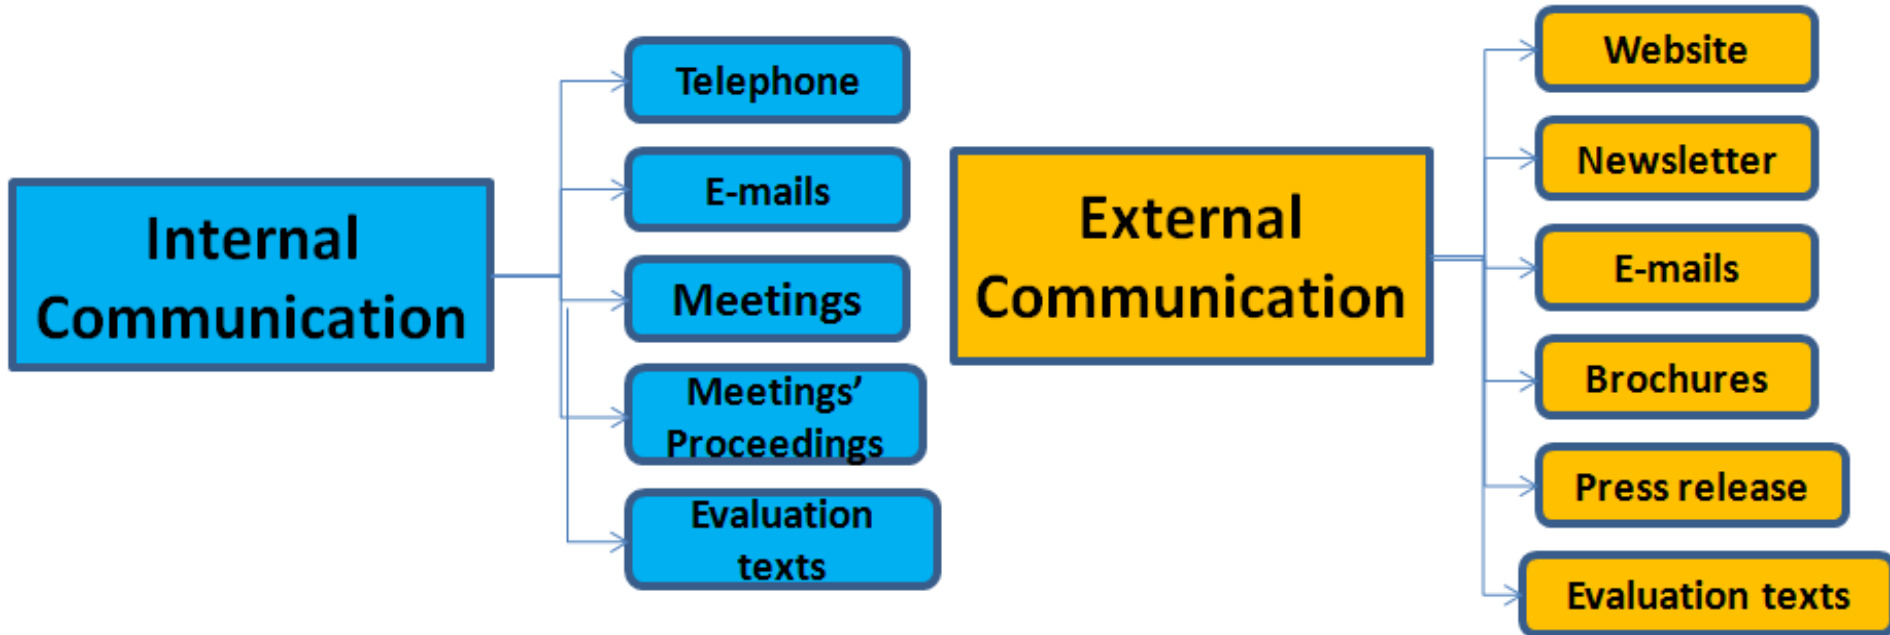 Internal
Communication
Telephone
E-mails
Meetings
Meetings’
Proceedings
Evaluation
texts
External
Communication
Website
Newsletter
E-mails
Brochures
Press release
Evaluation texts